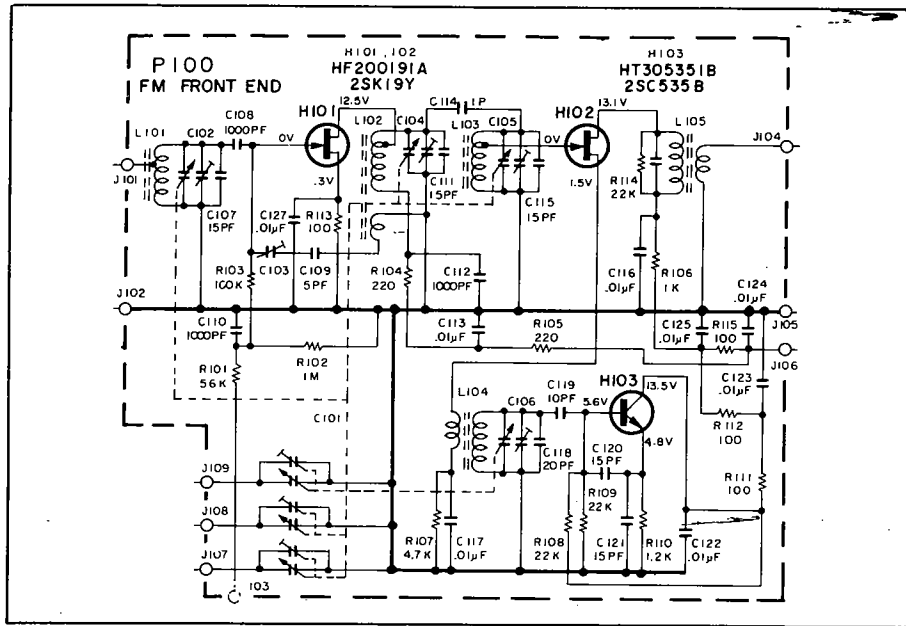 P100
FM FRONT END
H101, 102
HF200191A
2SK19Y
H103
HT305351B
2SC535B
12.5V
C114
1P
H102
13.1V
C108
1000PF
H101
L102
C104
L103
C105
L105
J104
L101
C102
0V
0V
J101
.3V
C111
15PF
1.5V
R114
22K
C107
15PF
C127
.01µF
R113
100
C115
15PF
C103
C109
5PF
R103
100K
R104
220
C112
1000PF
C116
.01µF
R106
1K
C124
.01µF
J102
J105
C110
1000PF
C113
.01µF
R105
220
C125
.01µF
R115
100
J106
R101
56K
R102
1M
C119
10PF
H103
13.5V
C123
.01µF
L104
C106
5.6V
R112
100
C101
4.8V
C118
20PF
C120
15PF
R111
100
J109
R109
22K
J108
J107
R107
4.7K
C117
.01µF
R108
22K
C121
15PF
R110
1.2K
C122
.01µF
103